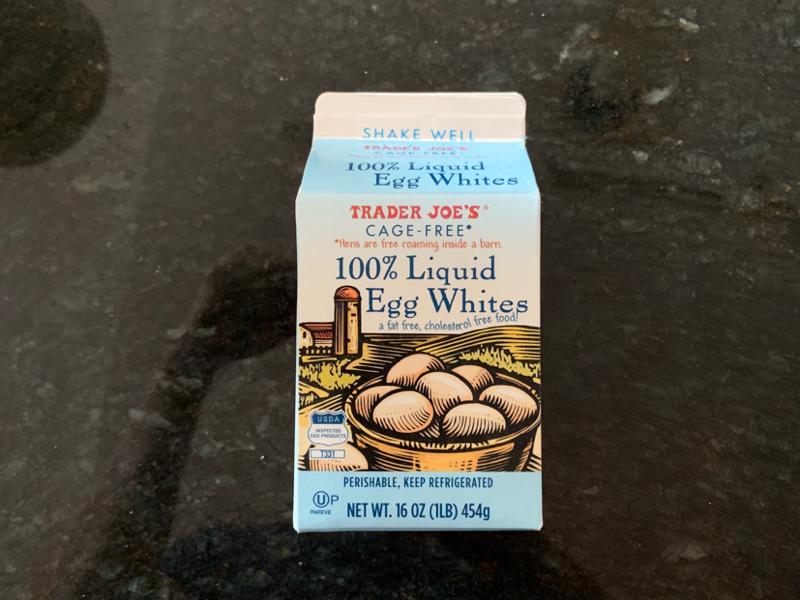 SHAKE WELL
TRADER JOE'S
CAGE-FREE*
100% Liquid
Egg Whites
TRADER JOE'S®
CAGE-FREE*
*Hens are free roaming inside a barn.
100% Liquid
Egg Whites
a fat free, cholesterol free food!
USDA
INSPECTED
EGG PRODUCTS
1331
PERISHABLE, KEEP REFRIGERATED
UP
PAREVE
NET WT. 16 OZ (1LB) 454g